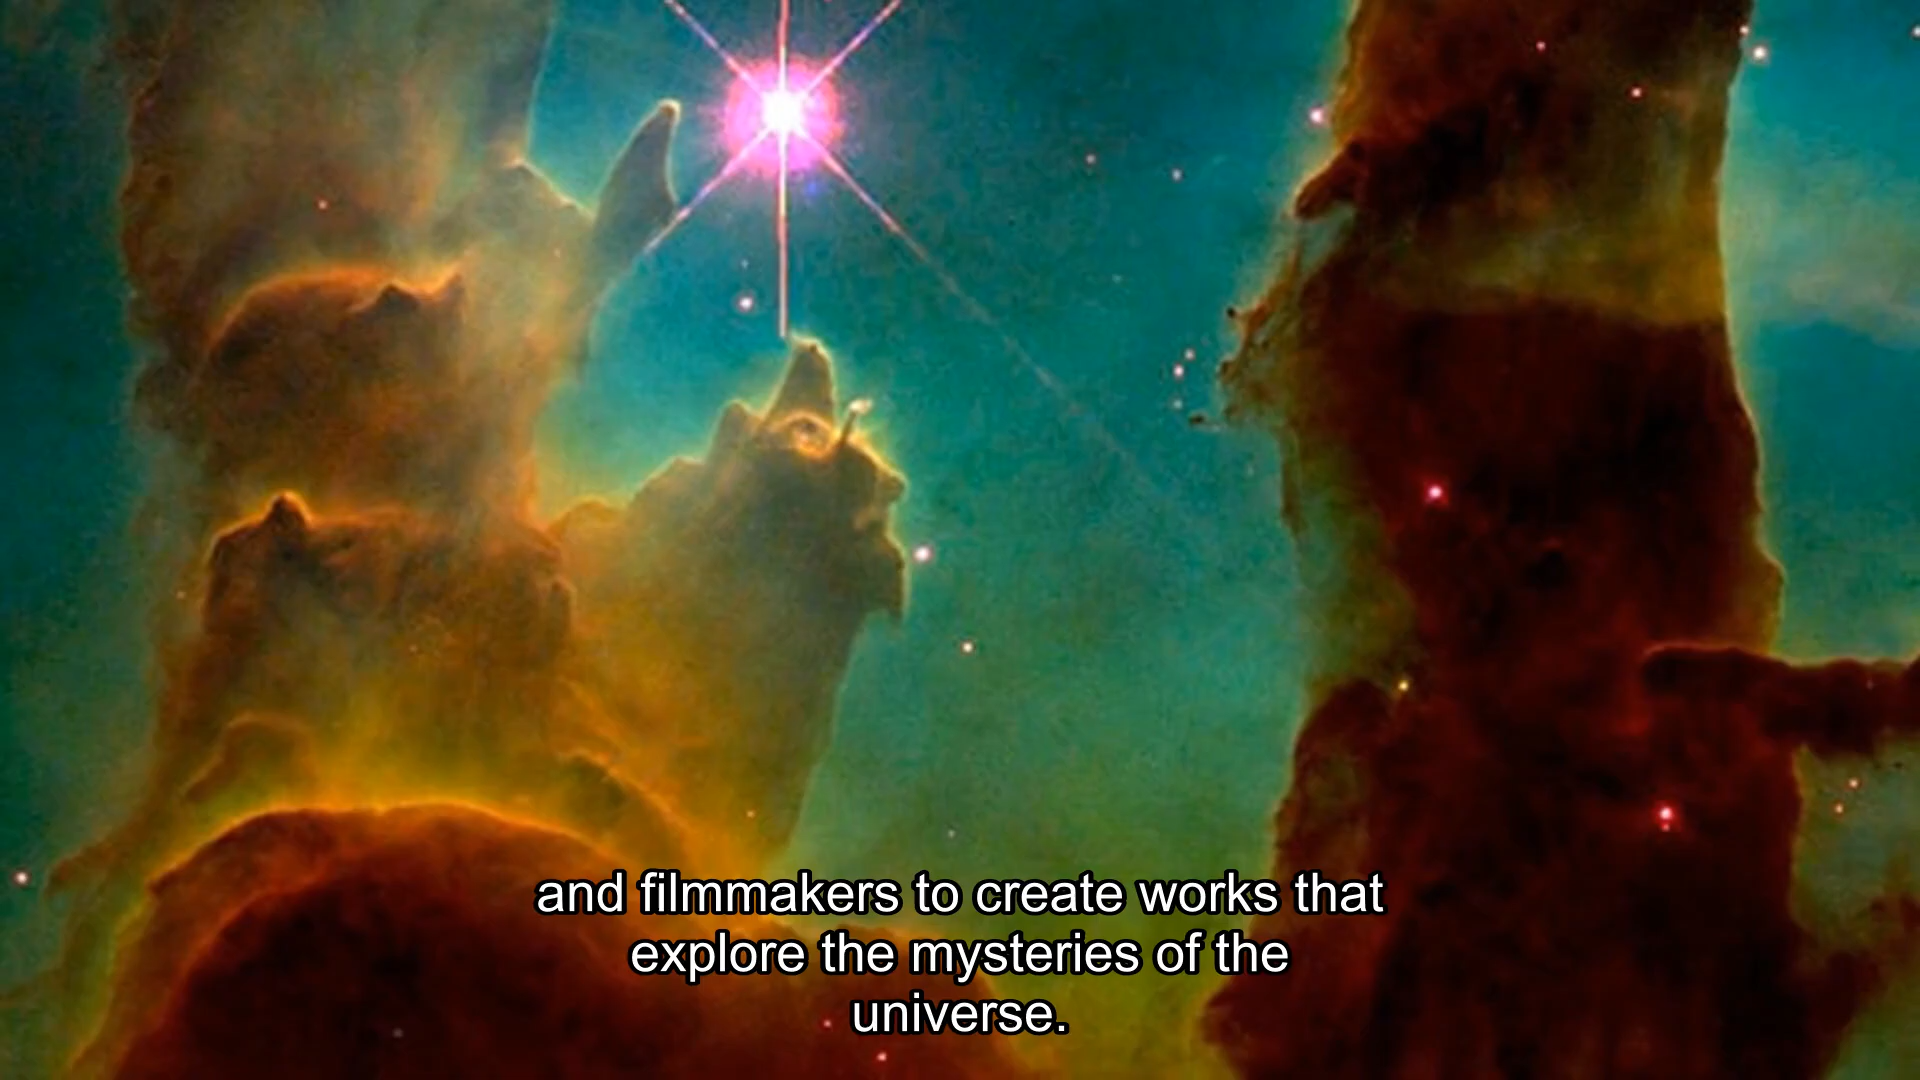 and filmmakers to create works that
explore the mysteries of the
universe.